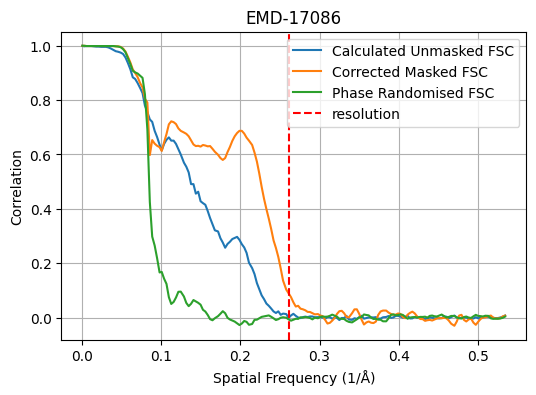 EMD-17086
Calculated Unmasked FSC
Corrected Masked FSC
Phase Randomised FSC
resolution
Correlation
1.0
0.8
0.6
0.4
0.2
0.0
0.0 0.1 0.2 0.3 0.4 0.5
Spatial Frequency (1/Å)